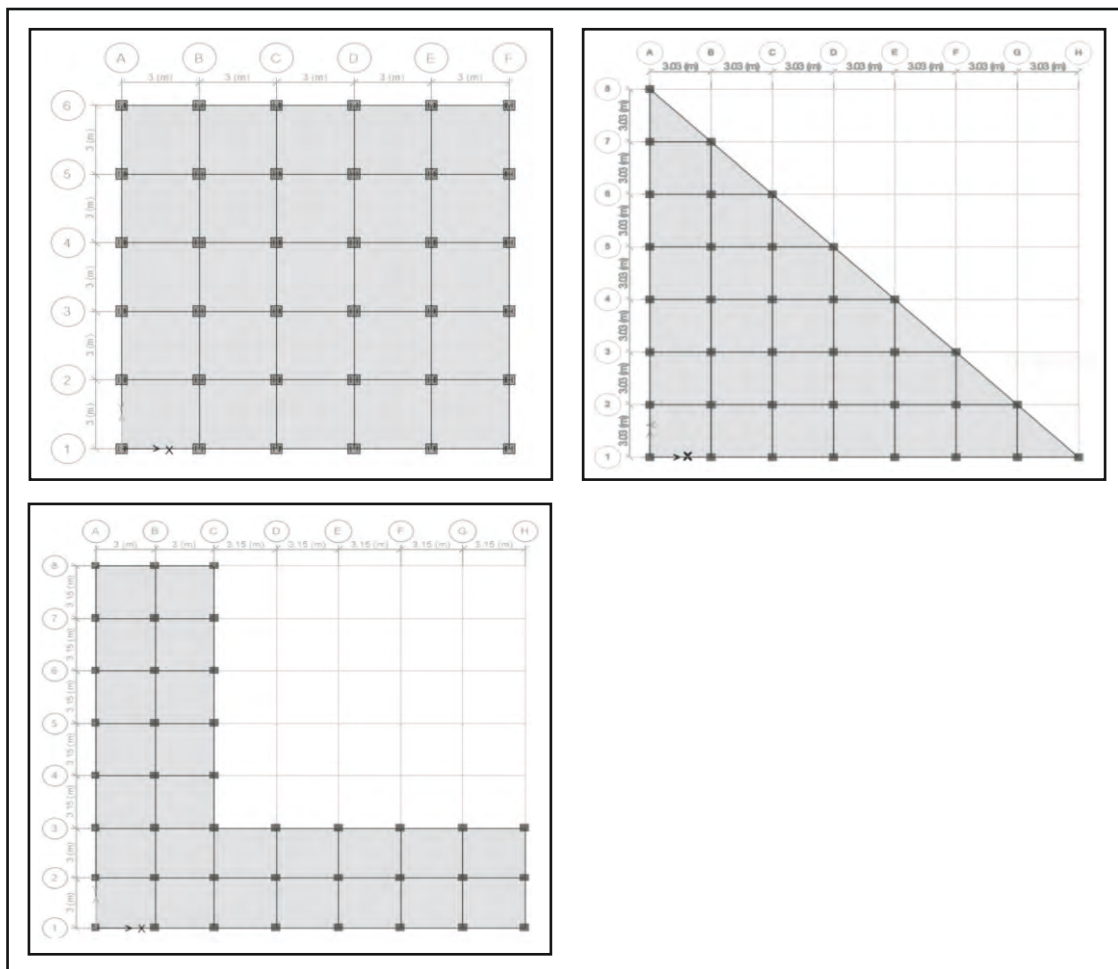 A B C D E F
3 (m) 3 (m) 3 (m) 3 (m) 3 (m)
6
3 (m)
5
3 (m)
4
3 (m)
3
3 (m)
2
3 (m)
1
X
A B C D E F G H
3.03 (m) 3.03 (m) 3.03 (m) 3.03 (m) 3.03 (m) 3.03 (m) 3.03 (m)
3.03 (m)
7
3.03 (m)
6
3.03 (m)
5
3.03 (m)
4
3.03 (m)
3
3.03 (m)
2
3.03 (m)
1
X
A B C D E F G H
3 (m) 3 (m) 3.15 (m) 3.15 (m) 3.15 (m) 3.15 (m) 3.15 (m)
8
3.15 (m)
7
3.15 (m)
6
3.15 (m)
5
3.15 (m)
4
3.15 (m)
3
3 (m)
2
3 (m)
1
X